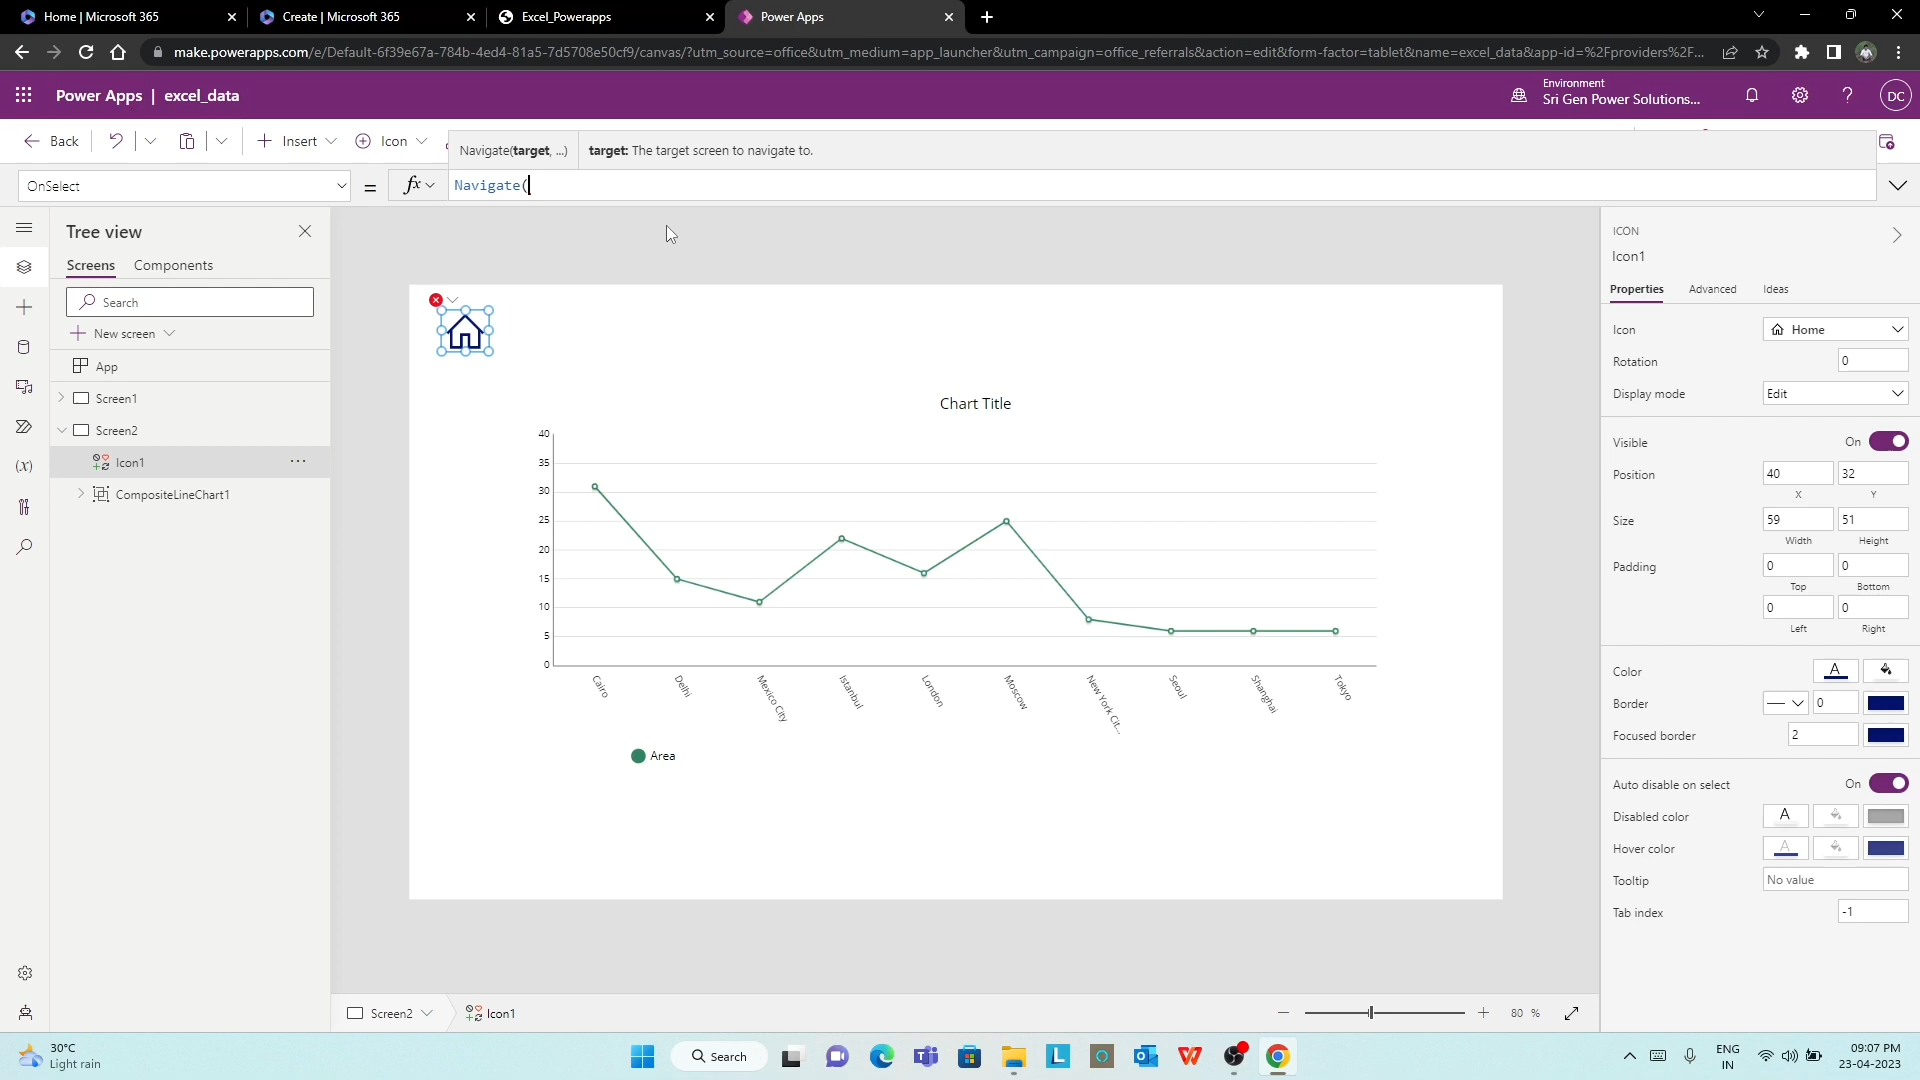 Home | Microsoft 365
Create | Microsoft 365
Excel_Powerapps
Power Apps
make.powerapps.com/e/Default-6f39e67a-784b-4ed4-81a5-7d5708e50cf9/canvas/?utm_source=office&utm_medium=app_launcher&utm_campaign=office_referrals&action=edit&form-factor=tablet&name=excel_data&app-id=%2Fproviders%2F...
Power Apps | excel_data
Environment
Sri Gen Power Solutions...
DC
Back
Insert
Icon
Navigate(target, ...)
target: The target screen to navigate to.
OnSelect
=
fx
Navigate(
Tree view
Screens
Components
Search
New screen
App
Screen1
Screen2
Icon1
...
CompositeLineChart1
Chart Title
40
35
30
25
20
15
10
5
0
Cairo
Delhi
Mexico City
Istanbul
London
Moscow
New York Cit...
Seoul
Shanghai
Tokyo
Area
ICON
Icon1
Properties
Advanced
Ideas
Icon
Home
Rotation
0
Display mode
Edit
Visible
On
Position
40
32
X
Y
Size
59
51
Width
Height
Padding
0
0
Top
Bottom
0
0
Left
Right
Color
Border
0
Focused border
2
Auto disable on select
On
Disabled color
Hover color
Tooltip
No value
Tab index
-1
Screen2
Icon1
80 %
30°C
Light rain
Search
ENG
IN
09:07 PM
23-04-2023